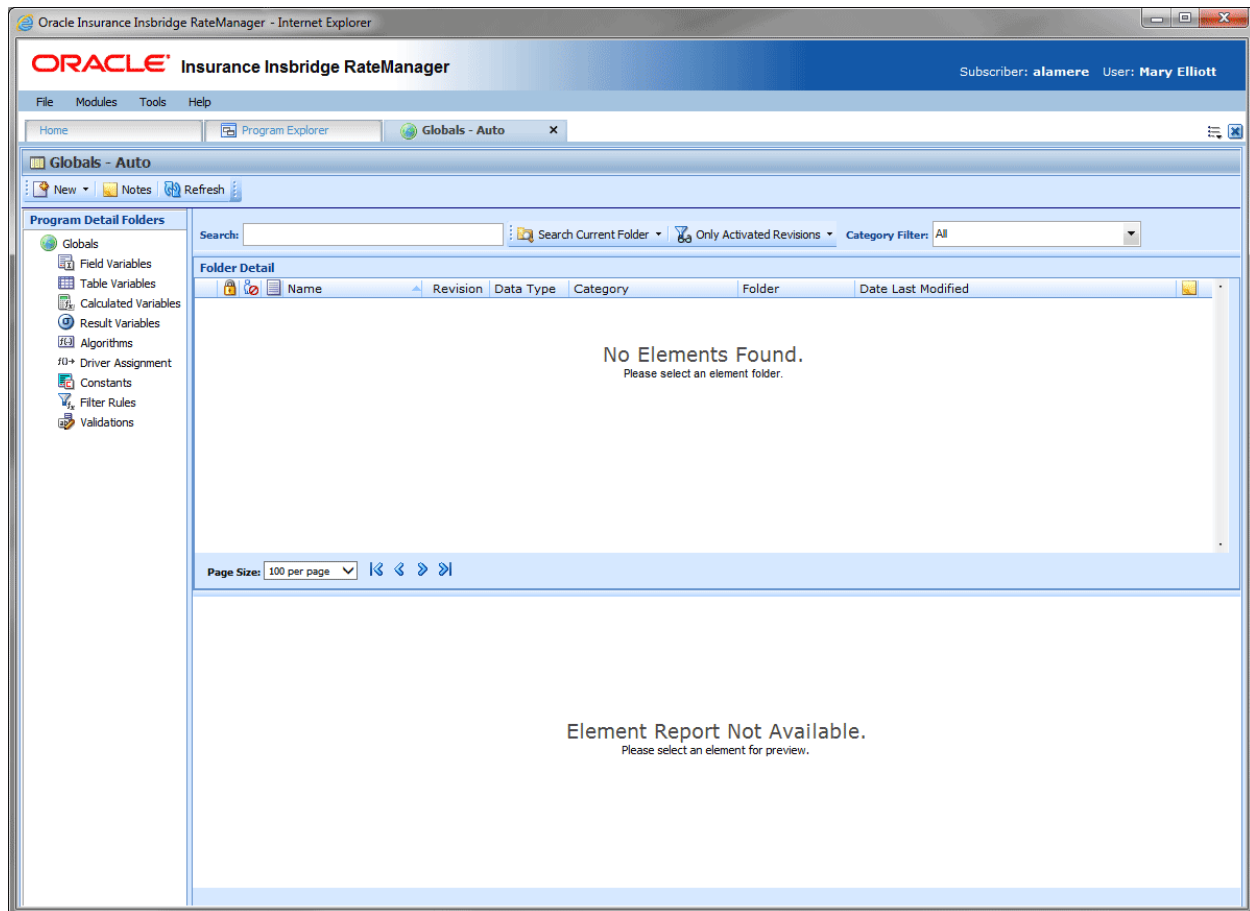 Oracle Insurance Insbridge RateManager - Internet Explorer
ORACLE Insurance Insbridge RateManager
Subscriber: alamere User: Mary Elliott
File Modules Tools Help
Home Program Explorer Globals - Auto x
Globals - Auto
New Notes Refresh
Program Detail Folders
Globals
Field Variables
Table Variables
Calculated Variables
Result Variables
Algorithms
Driver Assignment
Constants
Filter Rules
Validations
Search: Search Current Folder Only Activated Revisions Category Filter: All
Folder Detail
Name Revision Data Type Category Folder Date Last Modified
No Elements Found.
Please select an element folder.
Page Size: 100 per page
Element Report Not Available.
Please select an element for preview.